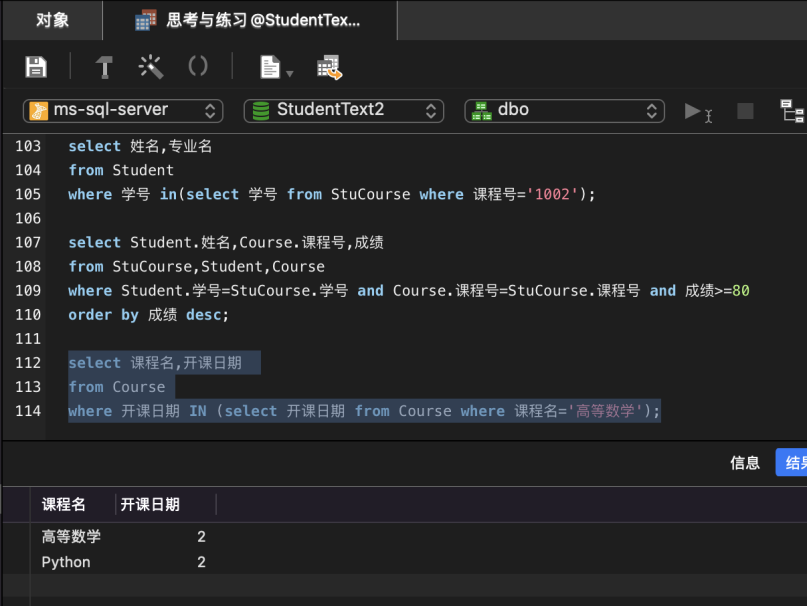 对象 思考与练习@StudentTex...
ms-sql-server StudentText2 dbo
103 select 姓名,专业名
104 from Student
105 where 学号 in(select 学号 from StuCourse where 课程号='1002');
106
107 select Student.姓名,Course.课程号,成绩
108 from StuCourse,Student,Course
109 where Student.学号=StuCourse.学号 and Course.课程号=StuCourse.课程号 and 成绩>=80
110 order by 成绩 desc;
111
112 select 课程名,开课日期
113 from Course
114 where 开课日期 IN (select 开课日期 from Course where 课程名='高等数学');
信息 结果
课程名 开课日期
高等数学 2
Python 2